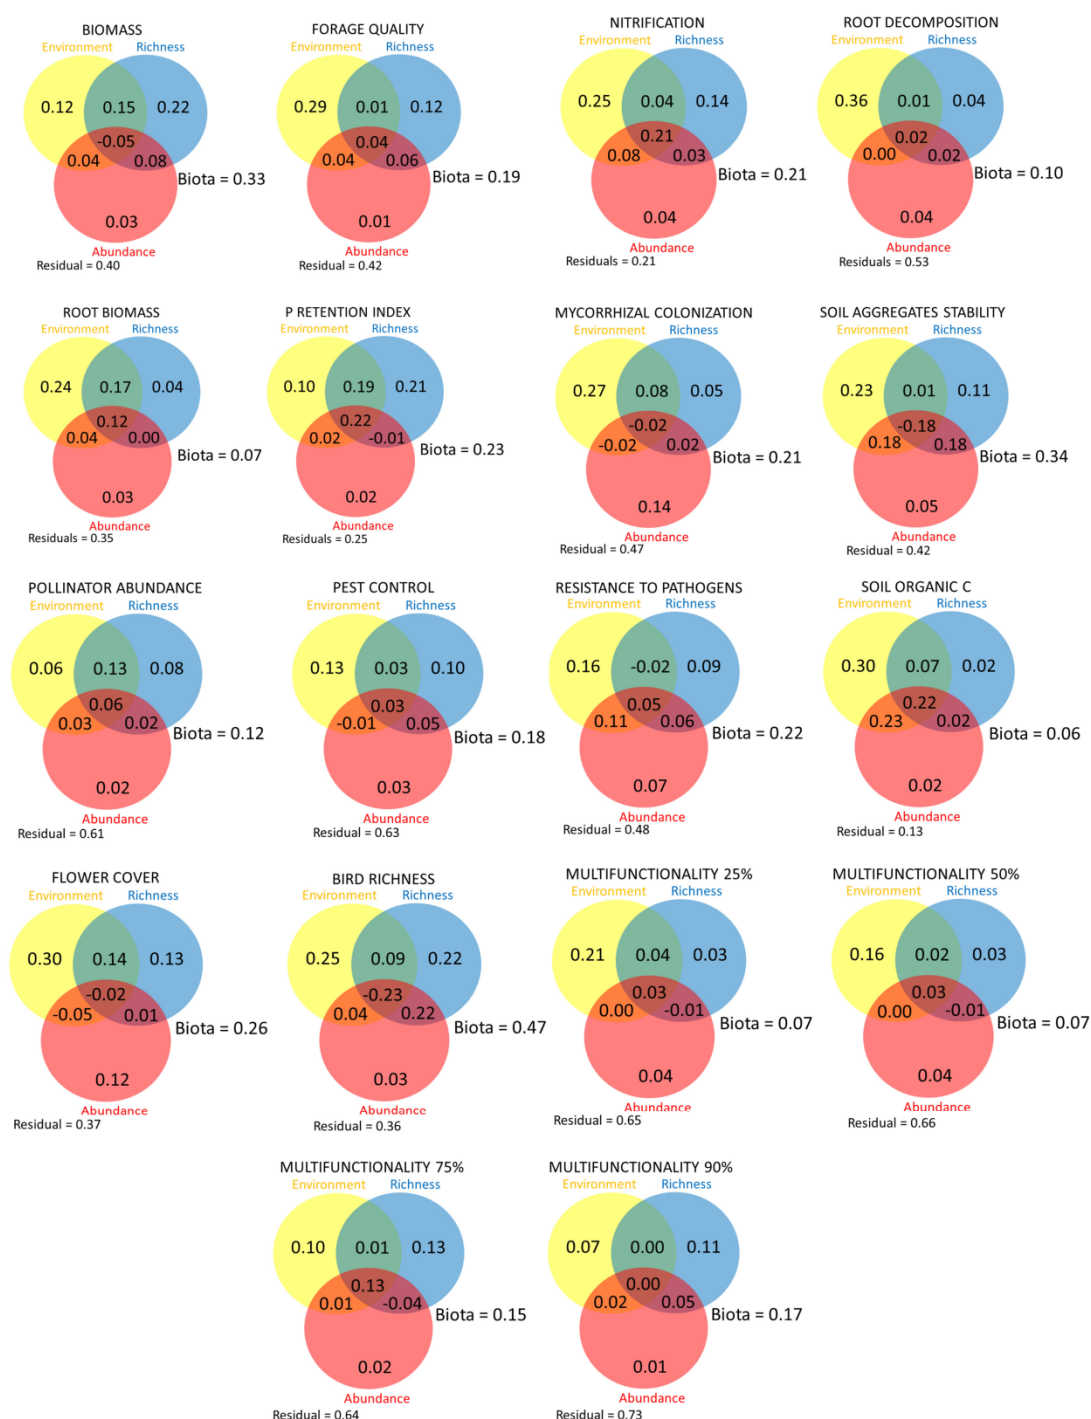 BIOMASS
Environment Richness
0.12 0.15 0.22
-0.05
0.04 0.08
Biota = 0.33
0.03
Abundance
Residual = 0.40
FORAGE QUALITY
Environment Richness
0.29 0.01 0.12
0.04
0.04 0.06
Biota = 0.19
0.01
Abundance
Residual = 0.42
NITRIFICATION
Environment Richness
0.25 0.04 0.14
0.21
0.08 0.03
Biota = 0.21
0.04
Abundance
Residuals = 0.21
ROOT DECOMPOSITION
Environment Richness
0.36 0.01 0.04
0.02
0.00 0.02
Biota = 0.10
0.04
Abundance
Residuals = 0.53
ROOT BIOMASS
Environment Richness
0.24 0.17 0.04
0.12
0.04 0.00
Biota = 0.07
0.03
Abundance
Residuals = 0.35
P RETENTION INDEX
Environment Richness
0.10 0.19 0.21
0.22
0.02 -0.01
Biota = 0.23
0.02
Abundance
Residuals = 0.25
MYCORRHIZAL COLONIZATION
Environment Richness
0.27 0.08 0.05
-0.02
-0.02 0.02
Biota = 0.21
0.14
Abundance
Residual = 0.47
SOIL AGGREGATES STABILITY
Environment Richness
0.23 0.01 0.11
-0.18
0.18 0.18
Biota = 0.34
0.05
Abundance
Residual = 0.42
POLLINATOR ABUNDANCE
Environment Richness
0.06 0.13 0.08
0.06
0.03 0.02
Biota = 0.12
0.02
Abundance
Residual = 0.61
PEST CONTROL
Environment Richness
0.13 0.03 0.10
0.03
-0.01 0.05
Biota = 0.18
0.03
Abundance
Residual = 0.63
RESISTANCE TO PATHOGENS
Environment Richness
0.16 -0.02 0.09
0.05
0.11 0.06
Biota = 0.22
0.07
Abundance
Residual = 0.48
SOIL ORGANIC C
Environment Richness
0.30 0.07 0.02
0.22
0.23 0.02
Biota = 0.06
0.02
Abundance
Residual = 0.13
FLOWER COVER
Environment Richness
0.30 0.14 0.13
-0.02
-0.05 0.01
Biota = 0.26
0.12
Abundance
Residual = 0.37
BIRD RICHNESS
Environment Richness
0.25 0.09 0.22
-0.23
0.04 0.22
Biota = 0.47
0.03
Abundance
Residual = 0.36
MULTIFUNCTIONALITY 25%
Environment Richness
0.21 0.04 0.03
0.03
0.00 -0.01
Biota = 0.07
0.04
Abundance
Residual = 0.65
MULTIFUNCTIONALITY 50%
Environment Richness
0.16 0.02 0.03
0.03
0.00 -0.01
Biota = 0.07
0.04
Abundance
Residual = 0.66
MULTIFUNCTIONALITY 75%
Environment Richness
0.10 0.01 0.13
0.13
0.01 -0.04
Biota = 0.15
0.02
Abundance
Residual = 0.64
MULTIFUNCTIONALITY 90%
Environment Richness
0.07 0.00 0.11
0.00
0.02 0.05
Biota = 0.17
0.01
Abundance
Residual = 0.73